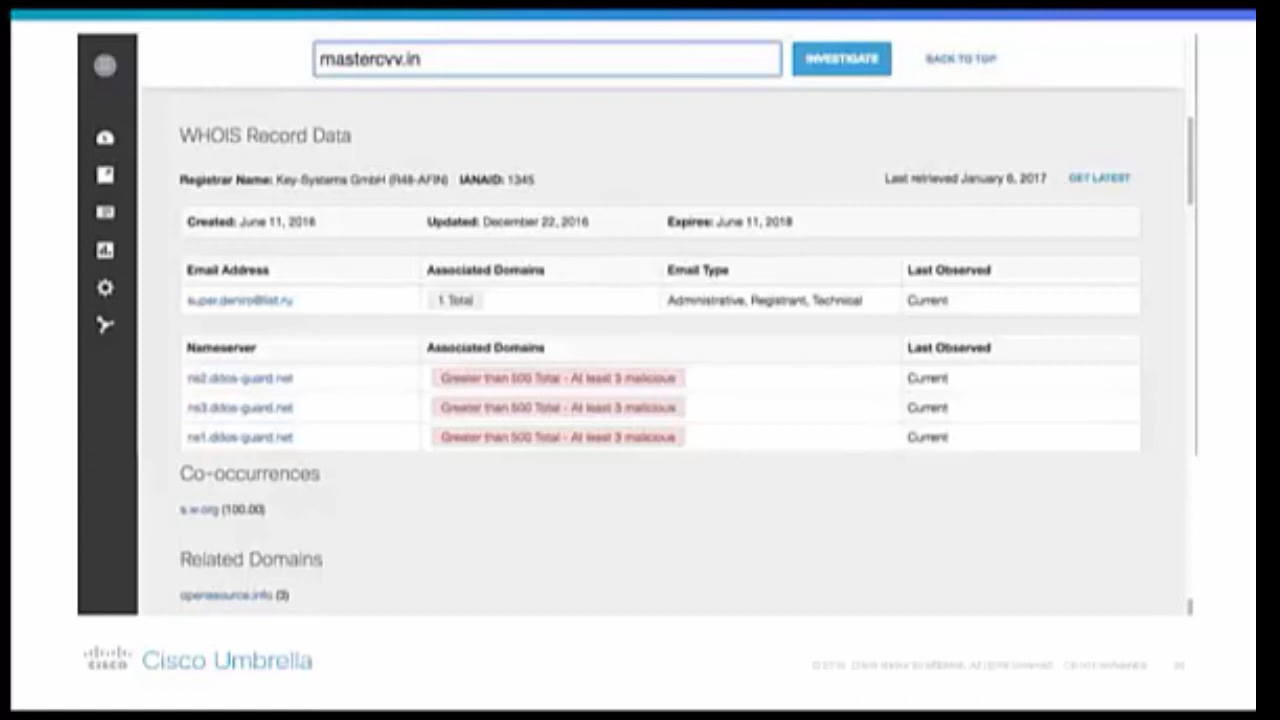 mastercvv.in
INVESTIGATE
BACK TO TOP
WHOIS Record Data
Registrar Name: Key-Systems GmbH (R48-AFIN) IANAID: 1345
Last retrieved January 6, 2017 GET LATEST
Created: June 11, 2016 Updated: December 22, 2016 Expires: June 11, 2018
Email Address Associated Domains Email Type Last Observed
1 Total Administrative, Registrant, Technical Current
Nameserver Associated Domains Last Observed
ns2.ddos-guard.net Greater than 500 Total - At least 3 malicious Current
ns3.ddos-guard.net Greater than 500 Total - At least 3 malicious Current
ns1.ddos-guard.net Greater than 500 Total - At least 3 malicious Current
Co-occurrences
s.w.org (100.00)
Related Domains
opensource.info (3)
CISCO Cisco Umbrella